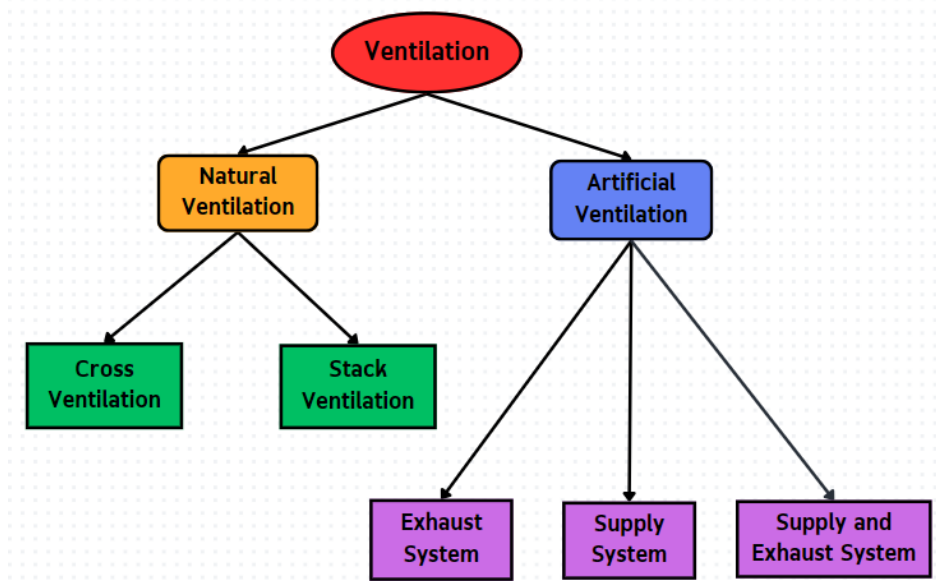 Ventilation
Natural
Ventilation
Artificial
Ventilation
Cross
Ventilation
Stack
Ventilation
Exhaust
System
Supply
System
Supply and
Exhaust System